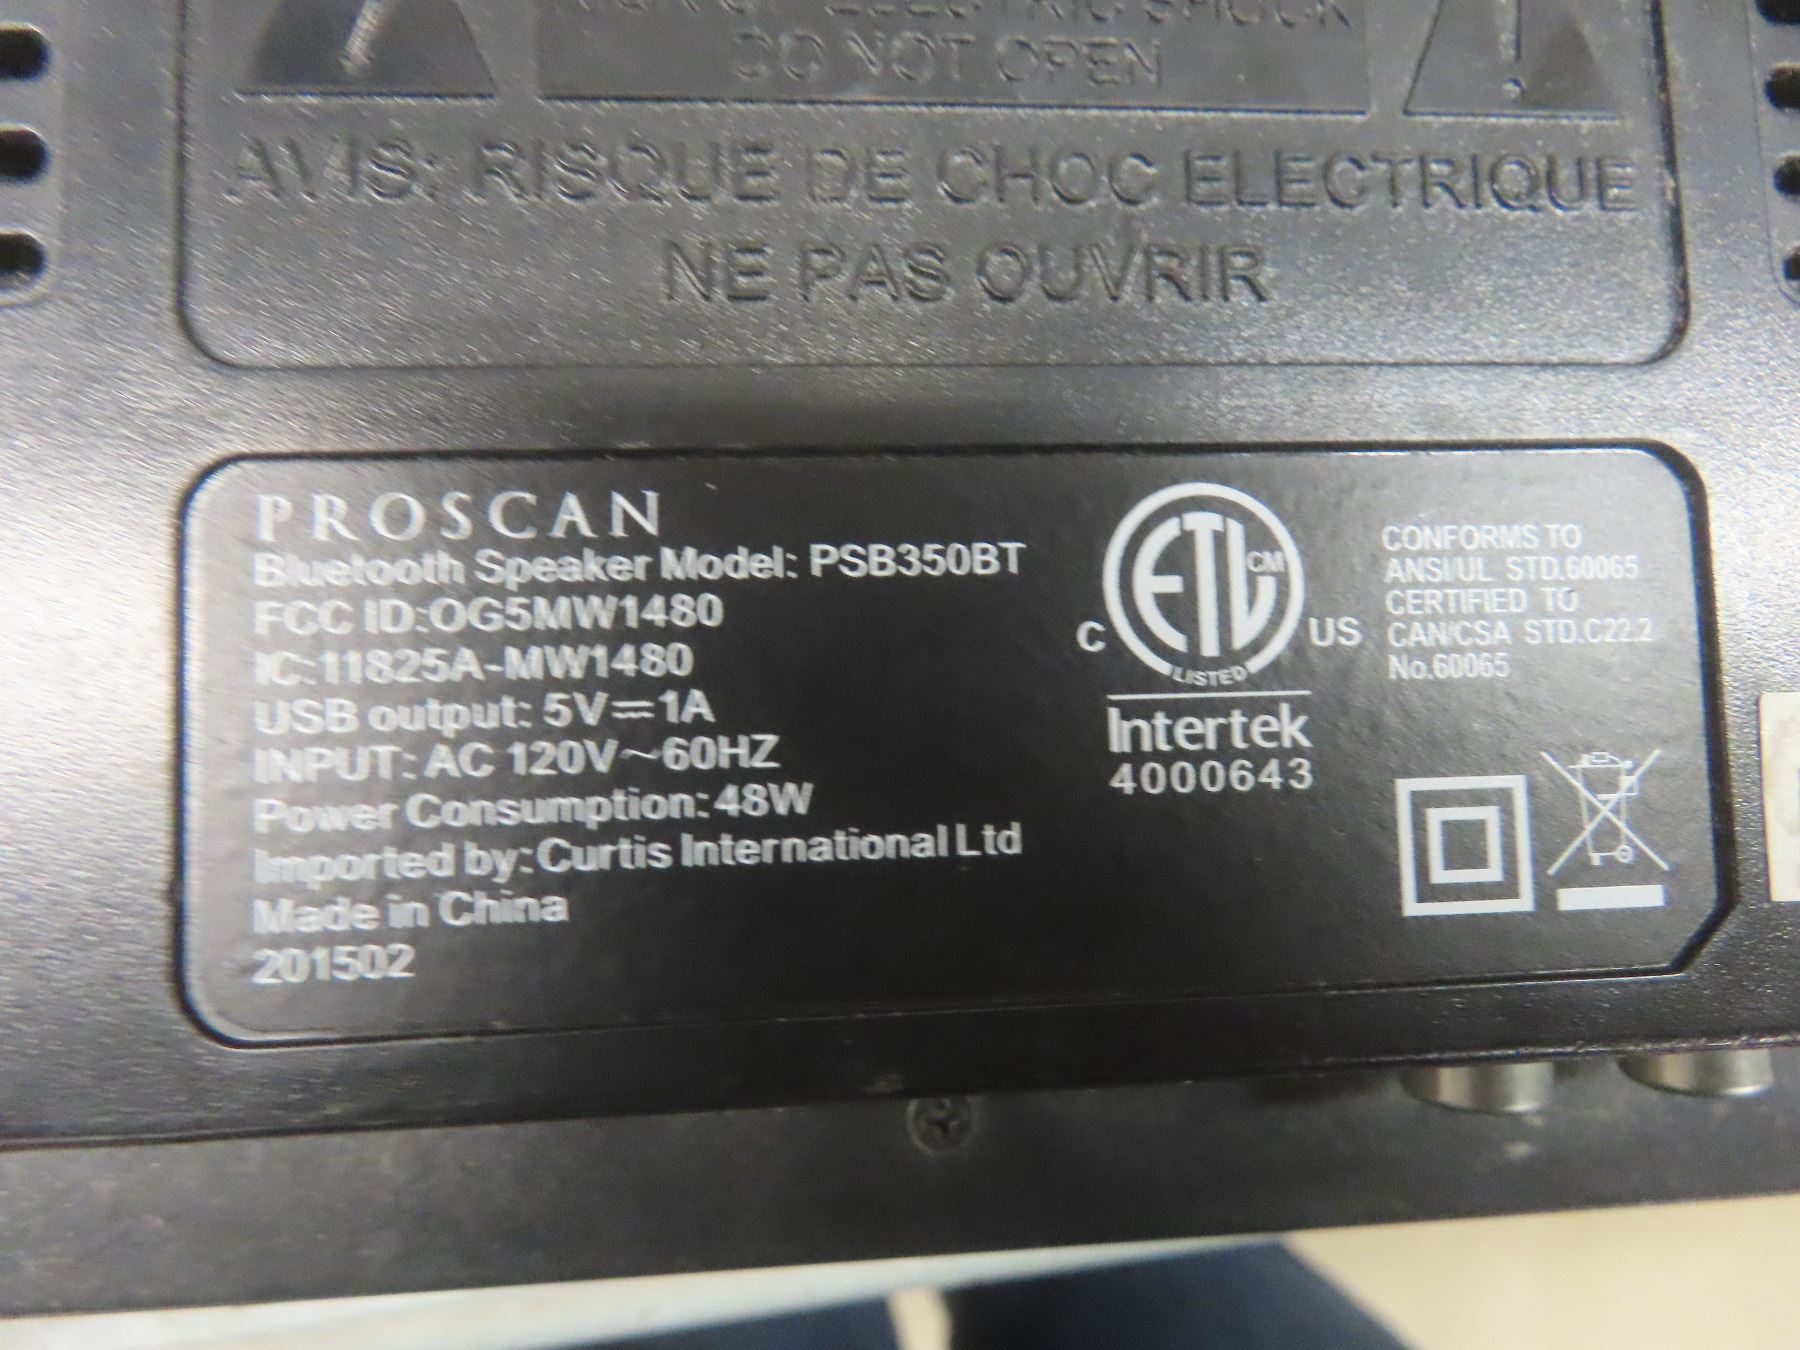 ELECTRIC SHOCK
DO NOT OPEN
AVIS: RISQUE DE CHOC ELECTRIQUE
NE PAS OUVRIR
PROSCAN
Bluetooth Speaker Model: PSB350BT
FCC ID:OG5MW1480
IC:11825A-MW1480
USB output: 5V⎓1A
INPUT: AC 120V~60HZ
Power Consumption: 48W
Imported by: Curtis International Ltd
Made in China
201502
ETL CM
C US
LISTED
Intertek
4000643
CONFORMS TO
ANSI/UL STD.60065
CERTIFIED TO
CAN/CSA STD.C22.2
No.60065